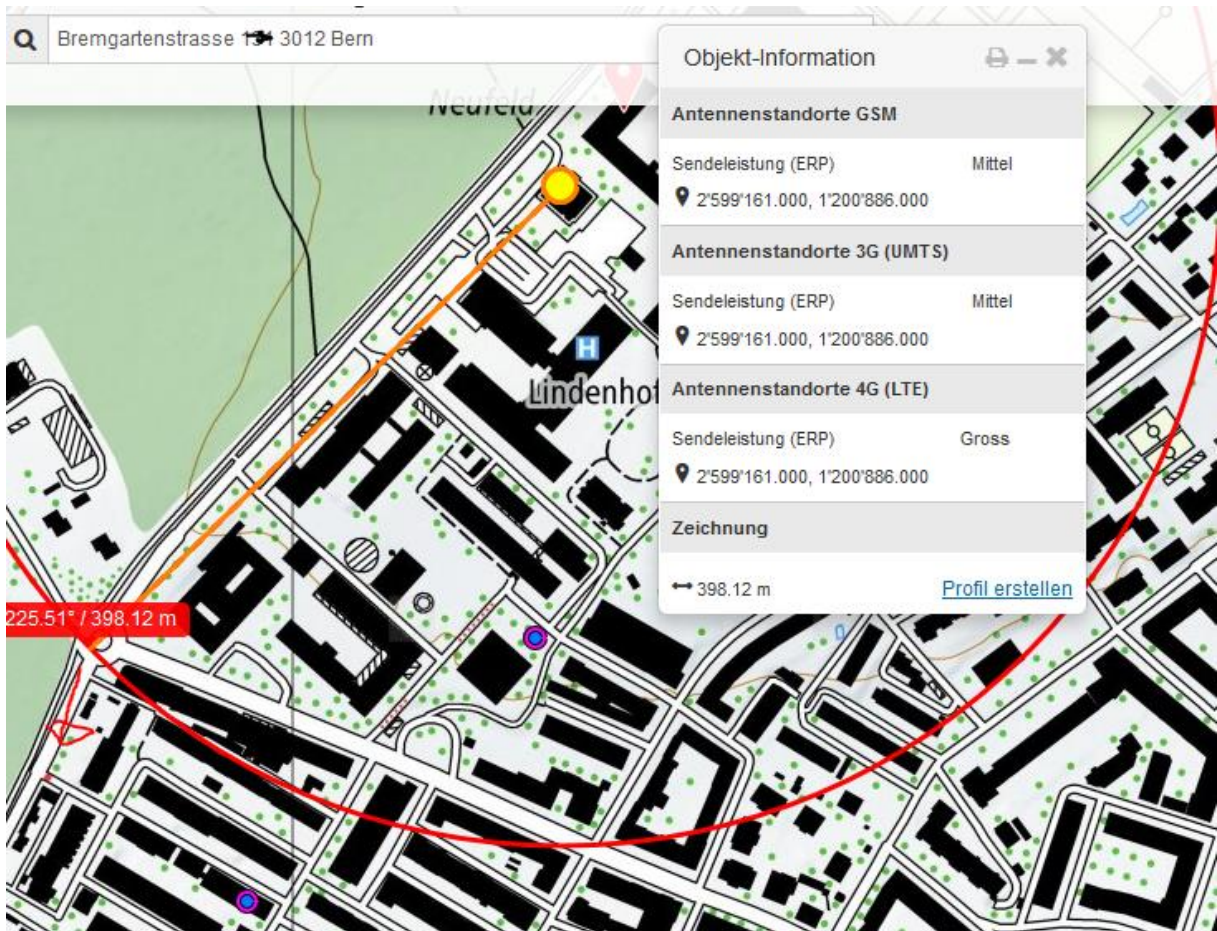 Bremgartenstrasse 3012 Bern
Objekt-Information
Antennenstandorte GSM
Sendeleistung (ERP) Mittel
2'599'161.000, 1'200'886.000
Antennenstandorte 3G (UMTS)
Sendeleistung (ERP) Mittel
2'599'161.000, 1'200'886.000
Antennenstandorte 4G (LTE)
Sendeleistung (ERP) Gross
2'599'161.000, 1'200'886.000
Zeichnung
398.12 m Profil erstellen
Neufeld
H
Lindenhof
225.51° / 398.12 m